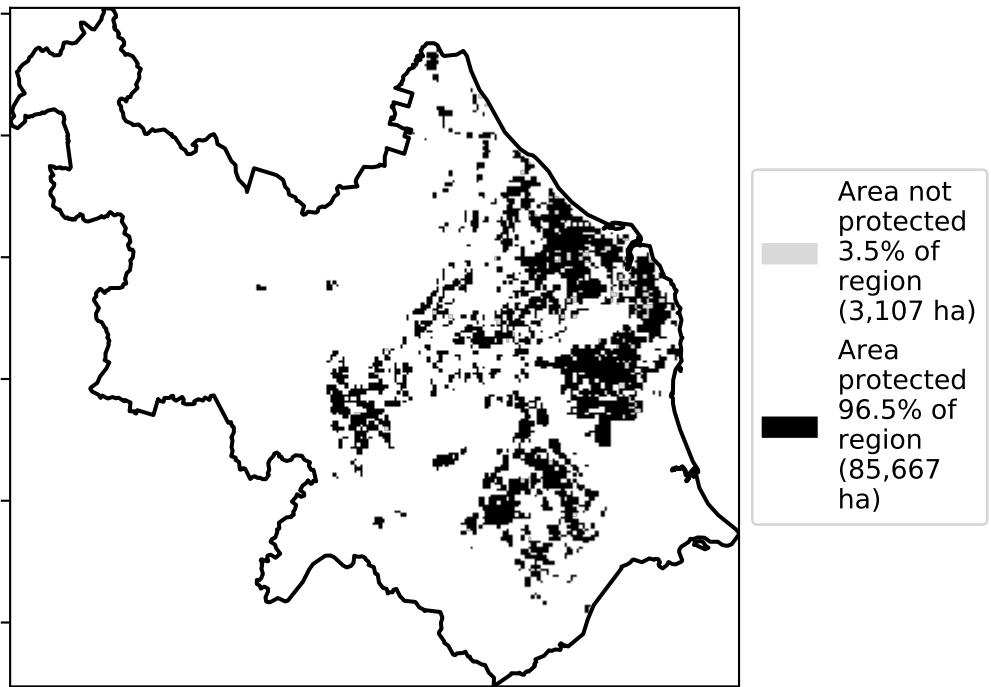 Area not
protected
3.5% of
region
(3,107 ha)
Area
protected
96.5% of
region
(85,667
ha)